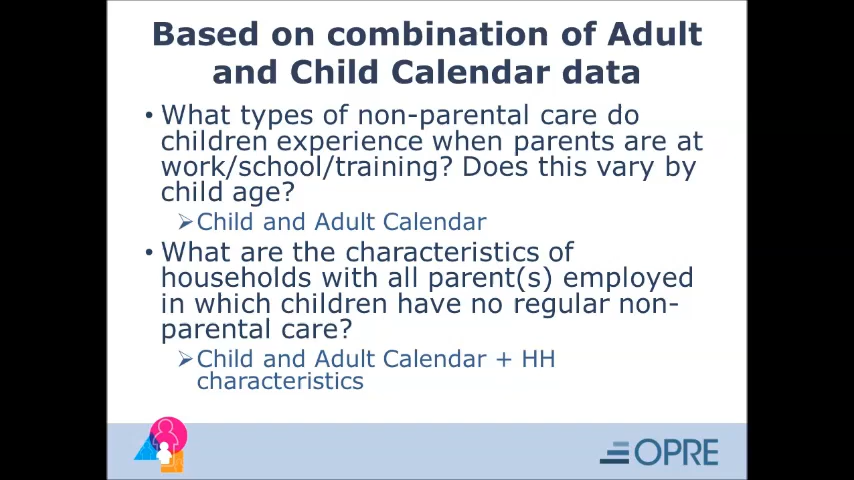 Based on combination of Adult
and Child Calendar data
• What types of non-parental care do
children experience when parents are at
work/school/training? Does this vary by
child age?
➢Child and Adult Calendar
• What are the characteristics of
households with all parent(s) employed
in which children have no regular non-
parental care?
➢Child and Adult Calendar + HH
characteristics
OPRE